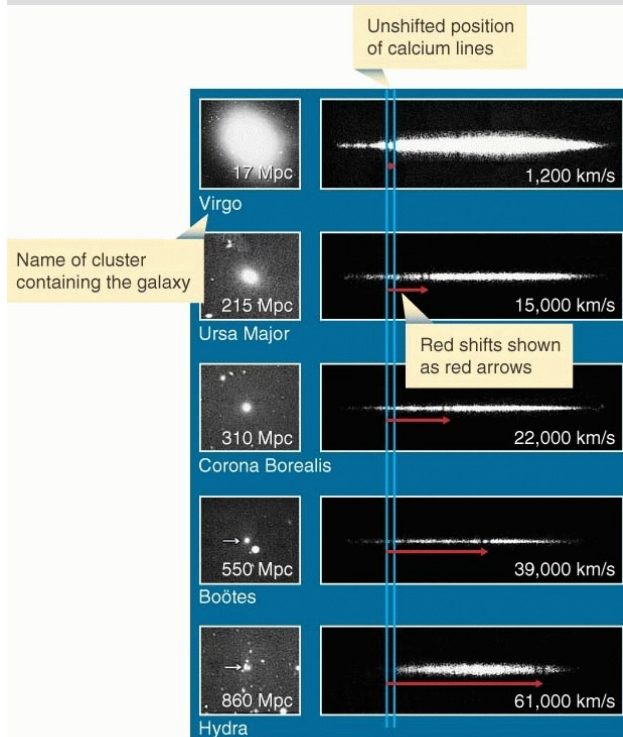 Unshifted position
of calcium lines
17 Mpc
1,200 km/s
Virgo
Name of cluster
containing the galaxy
215 Mpc
15,000 km/s
Ursa Major
Red shifts shown
as red arrows
310 Mpc
22,000 km/s
Corona Borealis
550 Mpc
39,000 km/s
Boötes
860 Mpc
61,000 km/s
Hydra